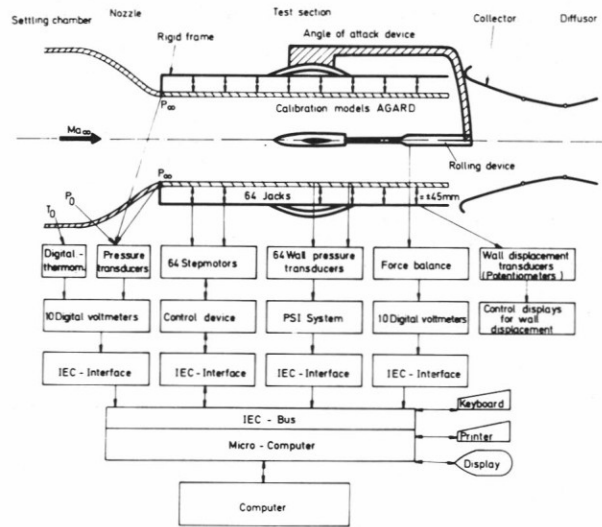 Settling chamber
Nozzle
Test section
Collector
Diffusor
Rigid frame
Angle of attack device
P∞
Calibration models AGARD
Ma∞
Rolling device
P∞
64 Jacks
= ±45mm
T0
P0
Digital-
thermom.
Pressure
transducers
64 Stepmotors
64 Wall pressure
transducers
Force balance
Wall displacement
transducers
(Potentiometers)
10 Digital voltmeters
Control device
PSI System
10 Digital voltmeters
Control displays
for wall
displacement
IEC-Interface
IEC-Interface
IEC-Interface
IEC-Interface
IEC - Bus
Keyboard
Micro - Computer
Printer
Display
Computer